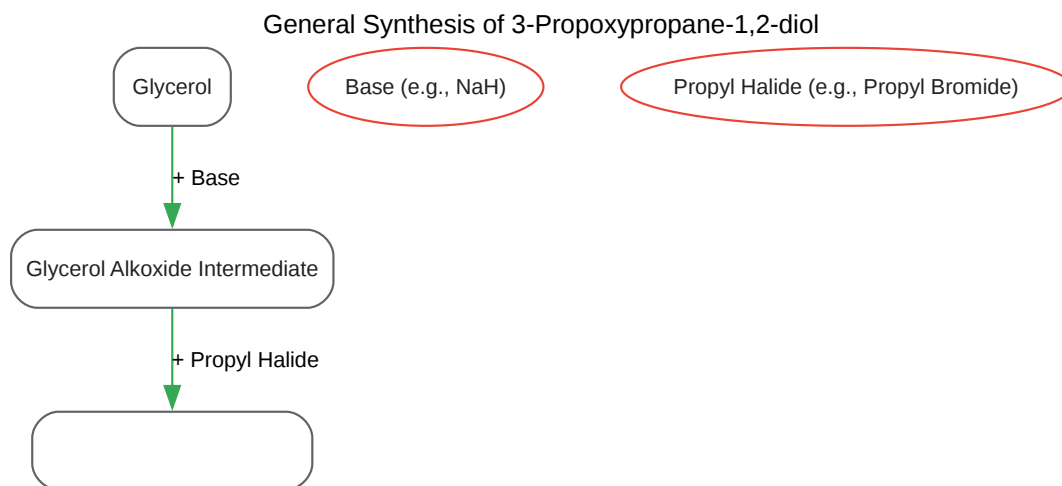 General Synthesis of 3-Propoxypropane-1,2-diol
Glycerol
Base (e.g., NaH)
Propyl Halide (e.g., Propyl Bromide)
+ Base
Glycerol Alkoxide Intermediate
+ Propyl Halide